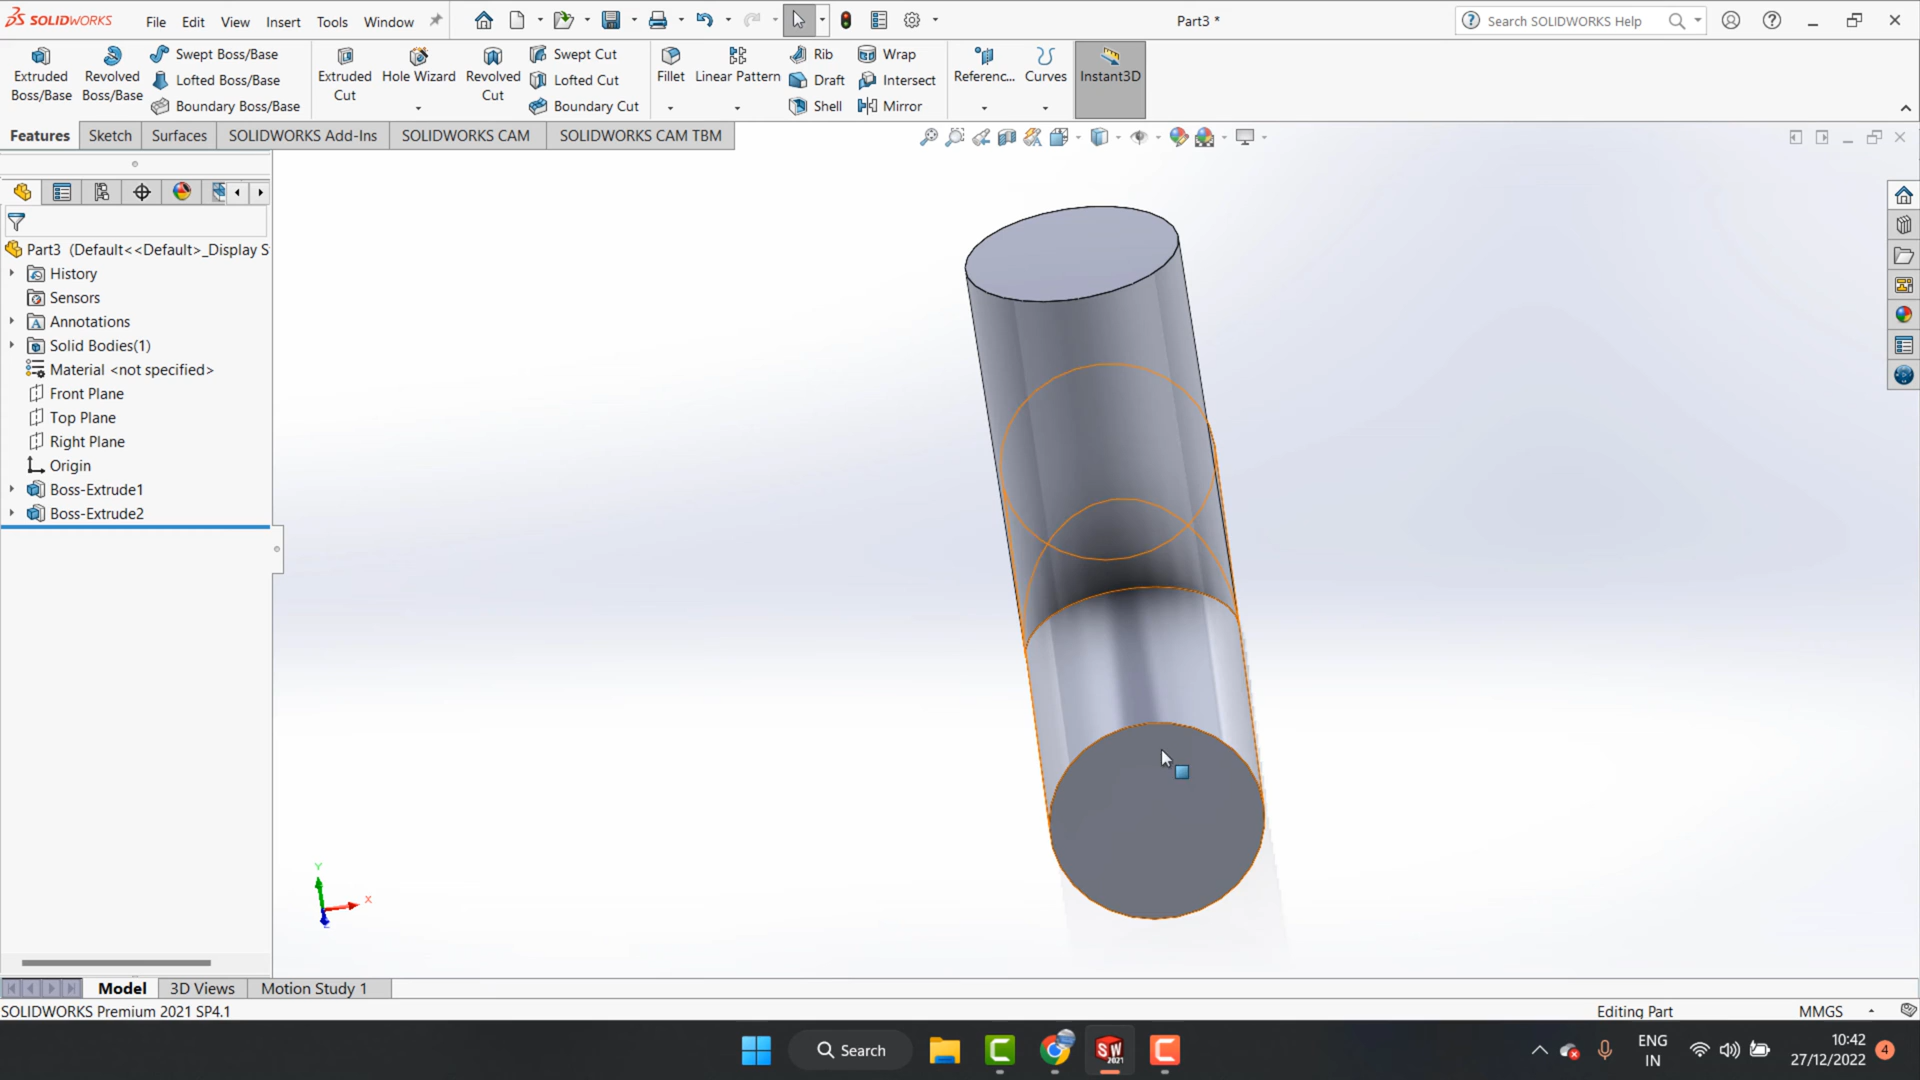 SOLIDWORKS File Edit View Insert Tools Window Part3 * Search SOLIDWORKS Help
Extruded Boss/Base
Revolved Boss/Base
Swept Boss/Base
Lofted Boss/Base
Boundary Boss/Base
Extruded Cut
Hole Wizard
Revolved Cut
Swept Cut
Lofted Cut
Boundary Cut
Fillet
Linear Pattern
Rib
Draft
Shell
Wrap
Intersect
Mirror
Referenc...
Curves
Instant3D
Features Sketch Surfaces SOLIDWORKS Add-Ins SOLIDWORKS CAM SOLIDWORKS CAM TBM
Part3 (Default<<Default>_Display S
History
Sensors
Annotations
Solid Bodies(1)
Material <not specified>
Front Plane
Top Plane
Right Plane
Origin
Boss-Extrude1
Boss-Extrude2
Y
X
Model 3D Views Motion Study 1
SOLIDWORKS Premium 2021 SP4.1 Editing Part MMGS
Search
SW
2021
ENG
IN
10:42
27/12/2022
4